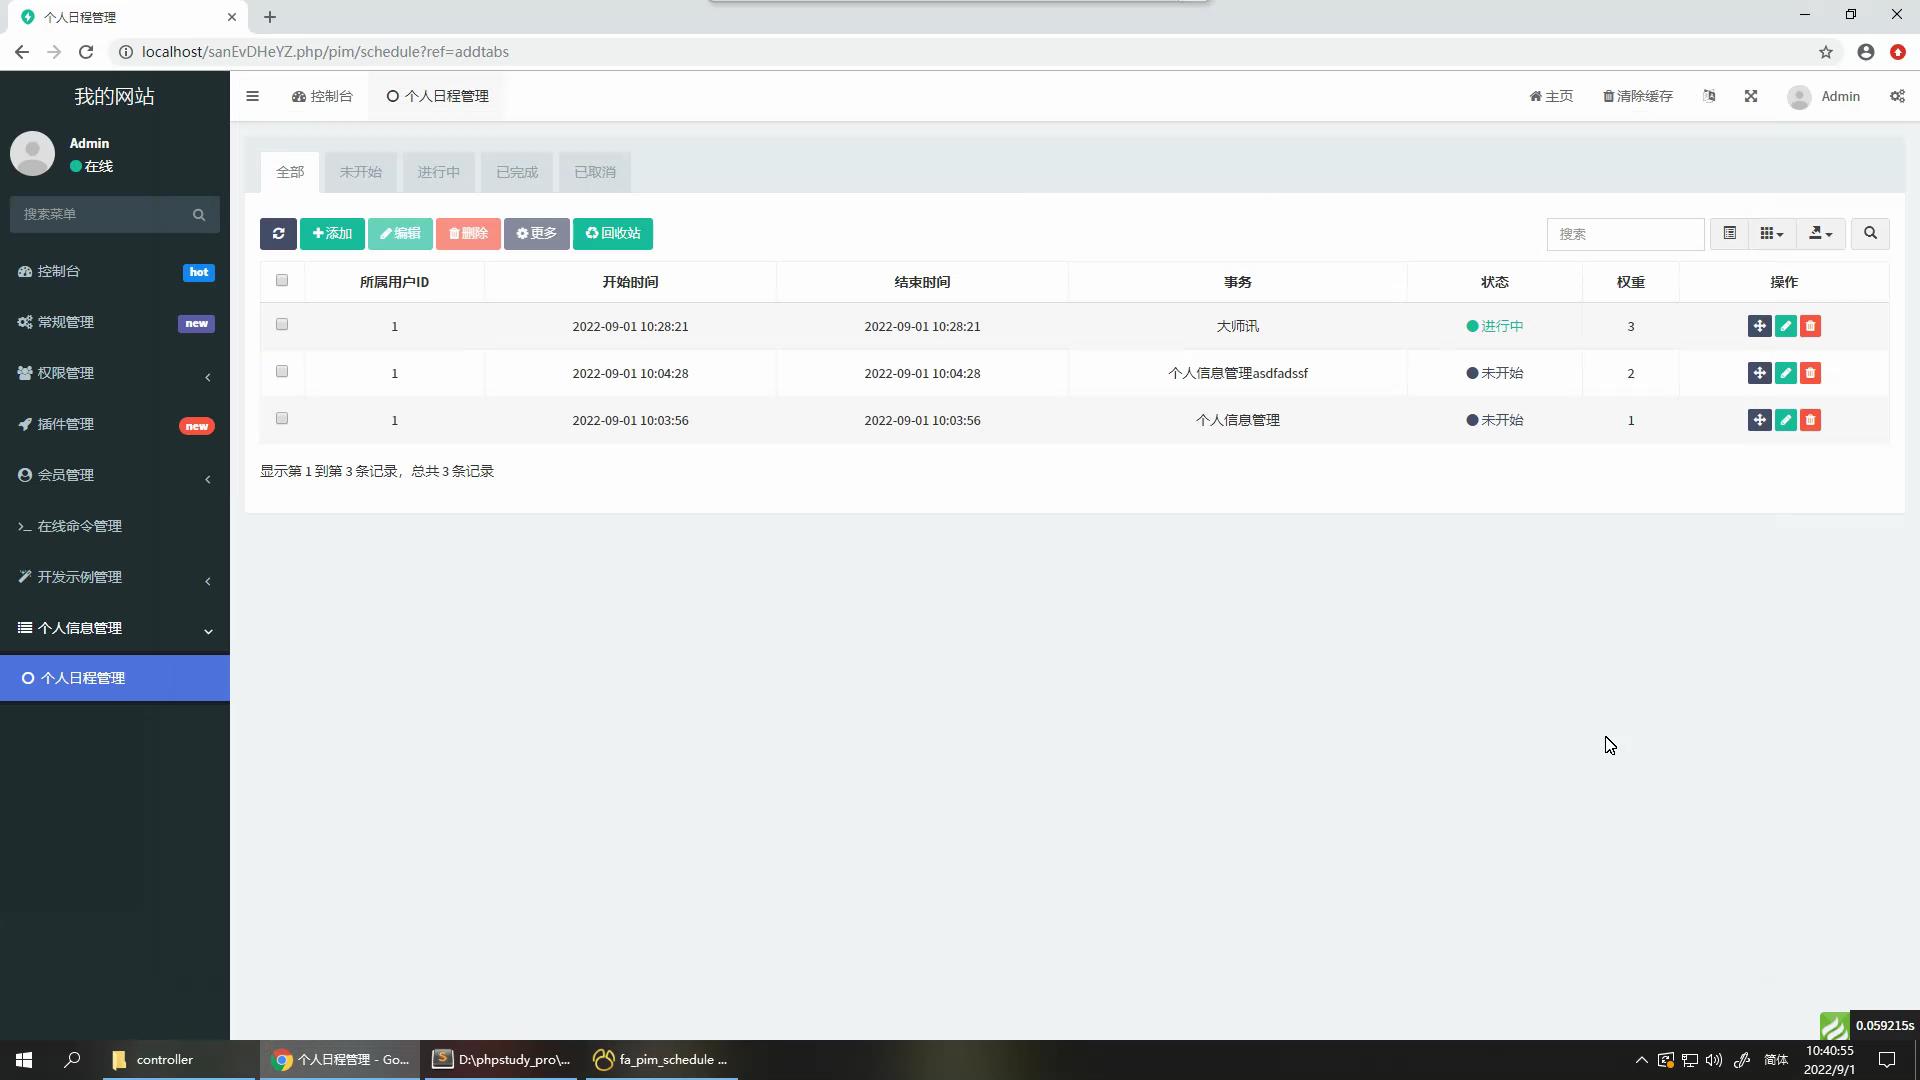 个人日程管理
localhost/sanEvDHeYZ.php/pim/schedule?ref=addtabs
我的网站
控制台
个人日程管理
主页
清除缓存
Admin
Admin
在线
搜索菜单
控制台 hot
常规管理 new
权限管理
插件管理 new
会员管理
在线命令管理
开发示例管理
个人信息管理
个人日程管理
全部 未开始 进行中 已完成 已取消
添加 编辑 删除 更多 回收站
搜索
所属用户ID 开始时间 结束时间 事务 状态 权重 操作
1 2022-09-01 10:28:21 2022-09-01 10:28:21 大师讯 进行中 3
1 2022-09-01 10:04:28 2022-09-01 10:04:28 个人信息管理asdfadssf 未开始 2
1 2022-09-01 10:03:56 2022-09-01 10:03:56 个人信息管理 未开始 1
显示第 1 到第 3 条记录，总共 3 条记录
0.059215s
controller
个人日程管理 - Go...
D:\phpstudy_pro\...
fa_pim_schedule ...
简体
10:40:55
2022/9/1